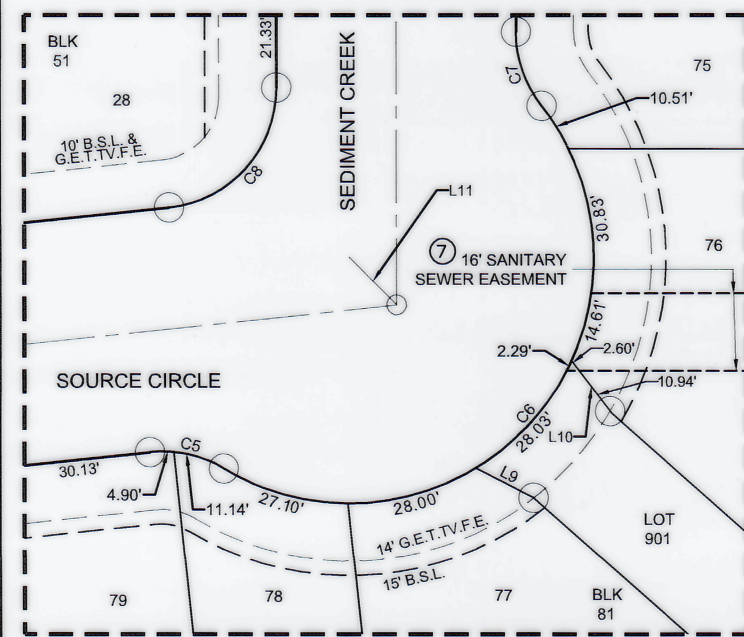 BLK
51
28
10' B.S.L. &
G.E.T.TV.F.E.
21.33'
C8
SEDIMENT CREEK
L11
C7
75
10.51'
30.83'
76
7
16' SANITARY
SEWER EASEMENT
14.61'
2.29'
2.60'
10.94'
L10
C6
28.03'
SOURCE CIRCLE
C5
30.13'
4.90'
11.14'
27.10'
28.00'
L9
14' G.E.T.TV.F.E.
15' B.S.L.
LOT
901
79
78
77
BLK
81